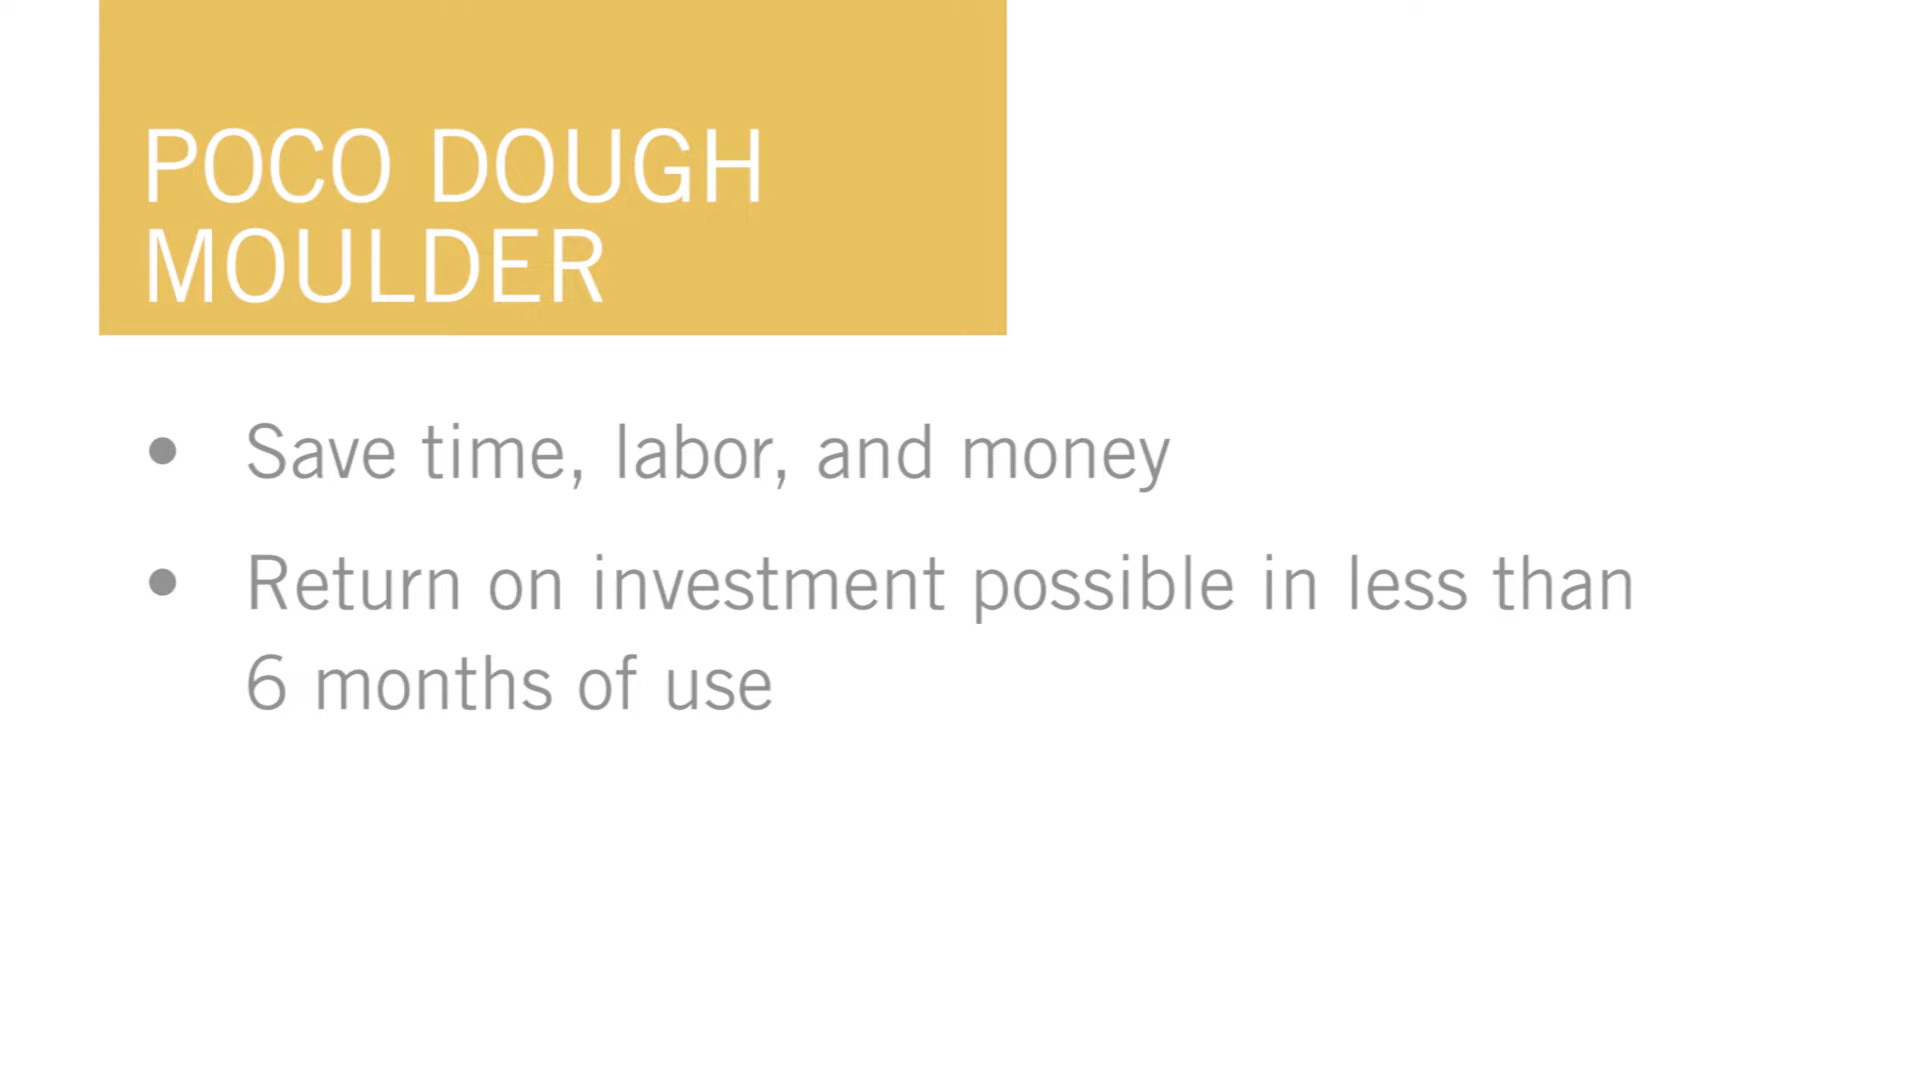 POCO DOUGH
MOULDER
• Save time, labor, and money
• Return on investment possible in less than
6 months of use